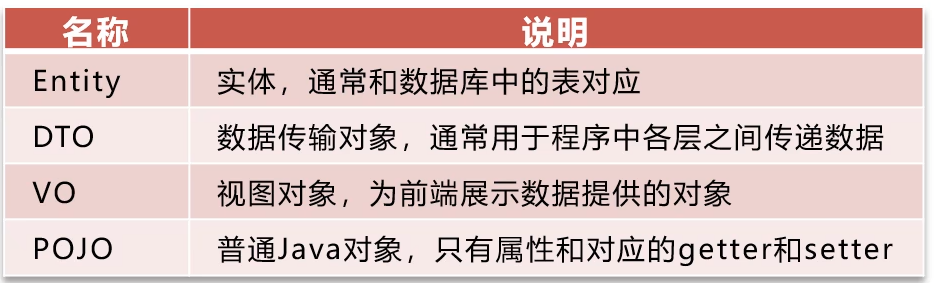 名称 说明
Entity 实体，通常和数据库中的表对应
DTO 数据传输对象，通常用于程序中各层之间传递数据
VO 视图对象，为前端展示数据提供的对象
POJO 普通Java对象，只有属性和对应的getter和setter